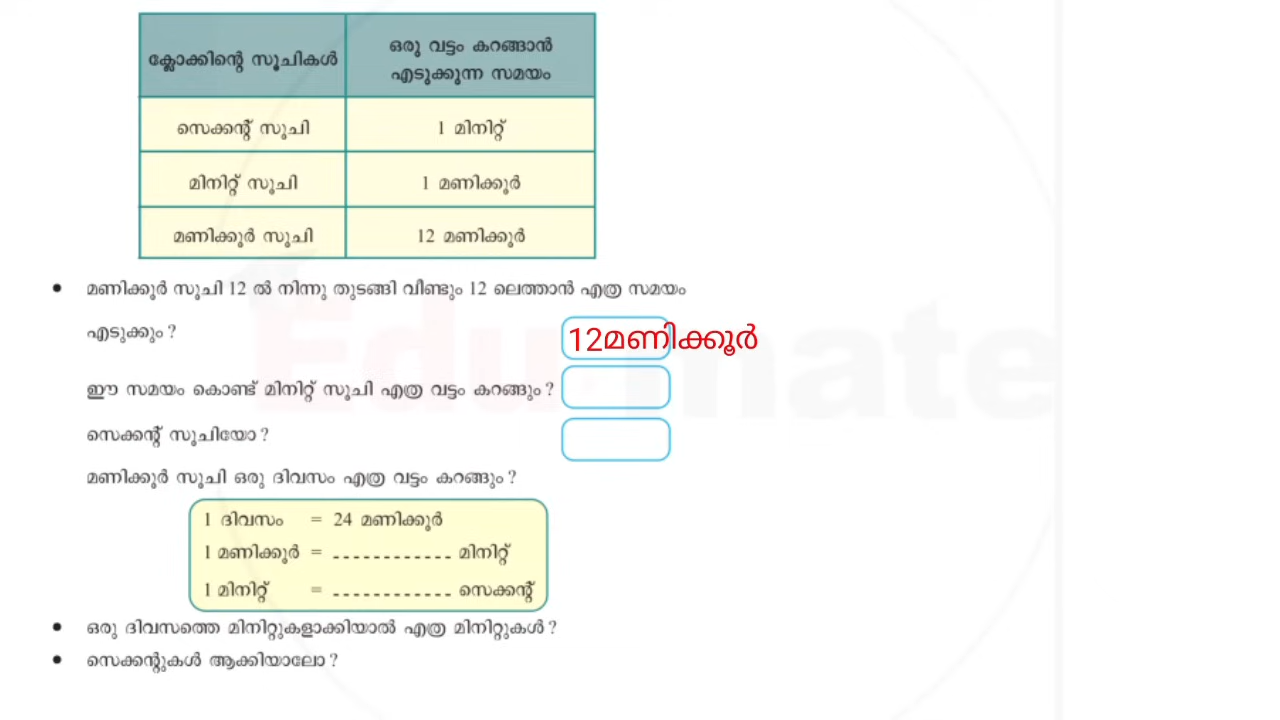 ക്ലോക്കിന്റെ സൂചികൾ
ഒരു വട്ടം കറങ്ങാൻ
എടുക്കുന്ന സമയം
സെക്കന്റ് സൂചി
1 മിനിറ്റ്
മിനിറ്റ് സൂചി
1 മണിക്കൂർ
മണിക്കൂർ സൂചി
12 മണിക്കൂർ
• മണിക്കൂർ സൂചി 12 ൽ നിന്നു തുടങ്ങി വീണ്ടും 12 ലെത്താൻ എത്ര സമയം
എടുക്കും ?
12മണിക്കൂർ
ഈ സമയം കൊണ്ട് മിനിറ്റ് സൂചി എത്ര വട്ടം കറങ്ങും ?
സെക്കന്റ് സൂചിയോ ?
മണിക്കൂർ സൂചി ഒരു ദിവസം എത്ര വട്ടം കറങ്ങും ?
1 ദിവസം = 24 മണിക്കൂർ
1 മണിക്കൂർ = ------------ മിനിറ്റ്
1 മിനിറ്റ് = ------------ സെക്കന്റ്
• ഒരു ദിവസത്തെ മിനിറ്റുകളാക്കിയാൽ എത്ര മിനിറ്റുകൾ ?
• സെക്കന്റുകൾ ആക്കിയാലോ ?
Edu mate